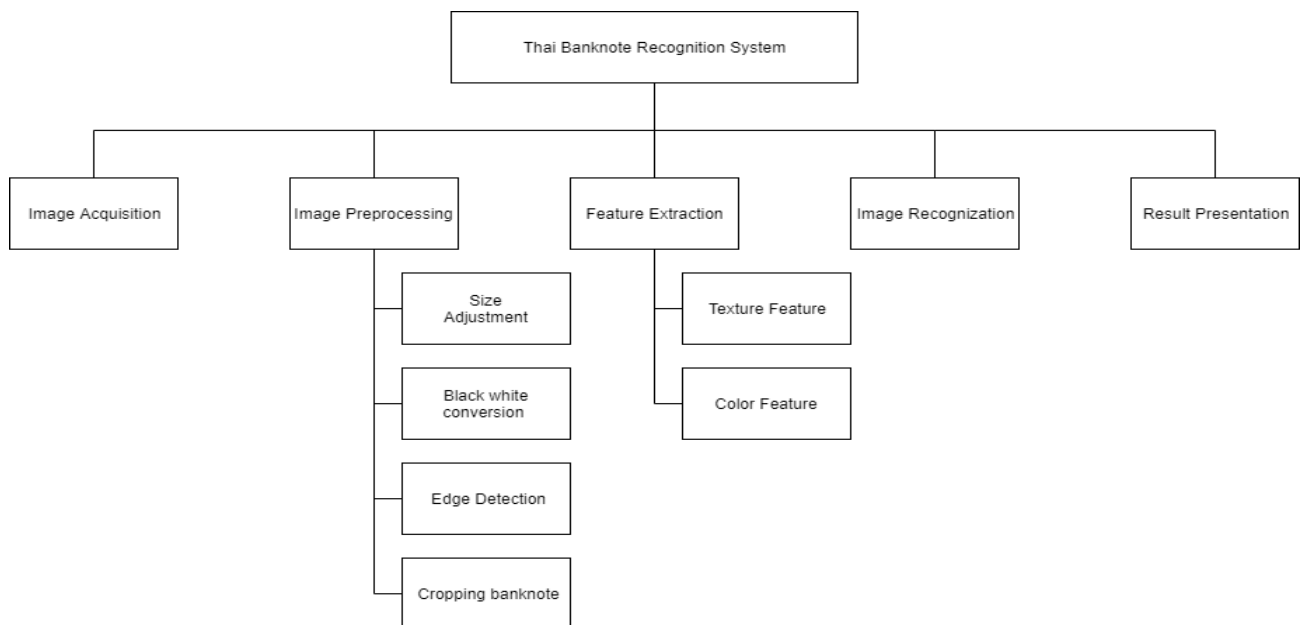 Thai Banknote Recognition System
Image Acquisition
Image Preprocessing
Feature Extraction
Image Recognization
Result Presentation
Size
Adjustment
Texture Feature
Black white
conversion
Color Feature
Edge Detection
Cropping banknote